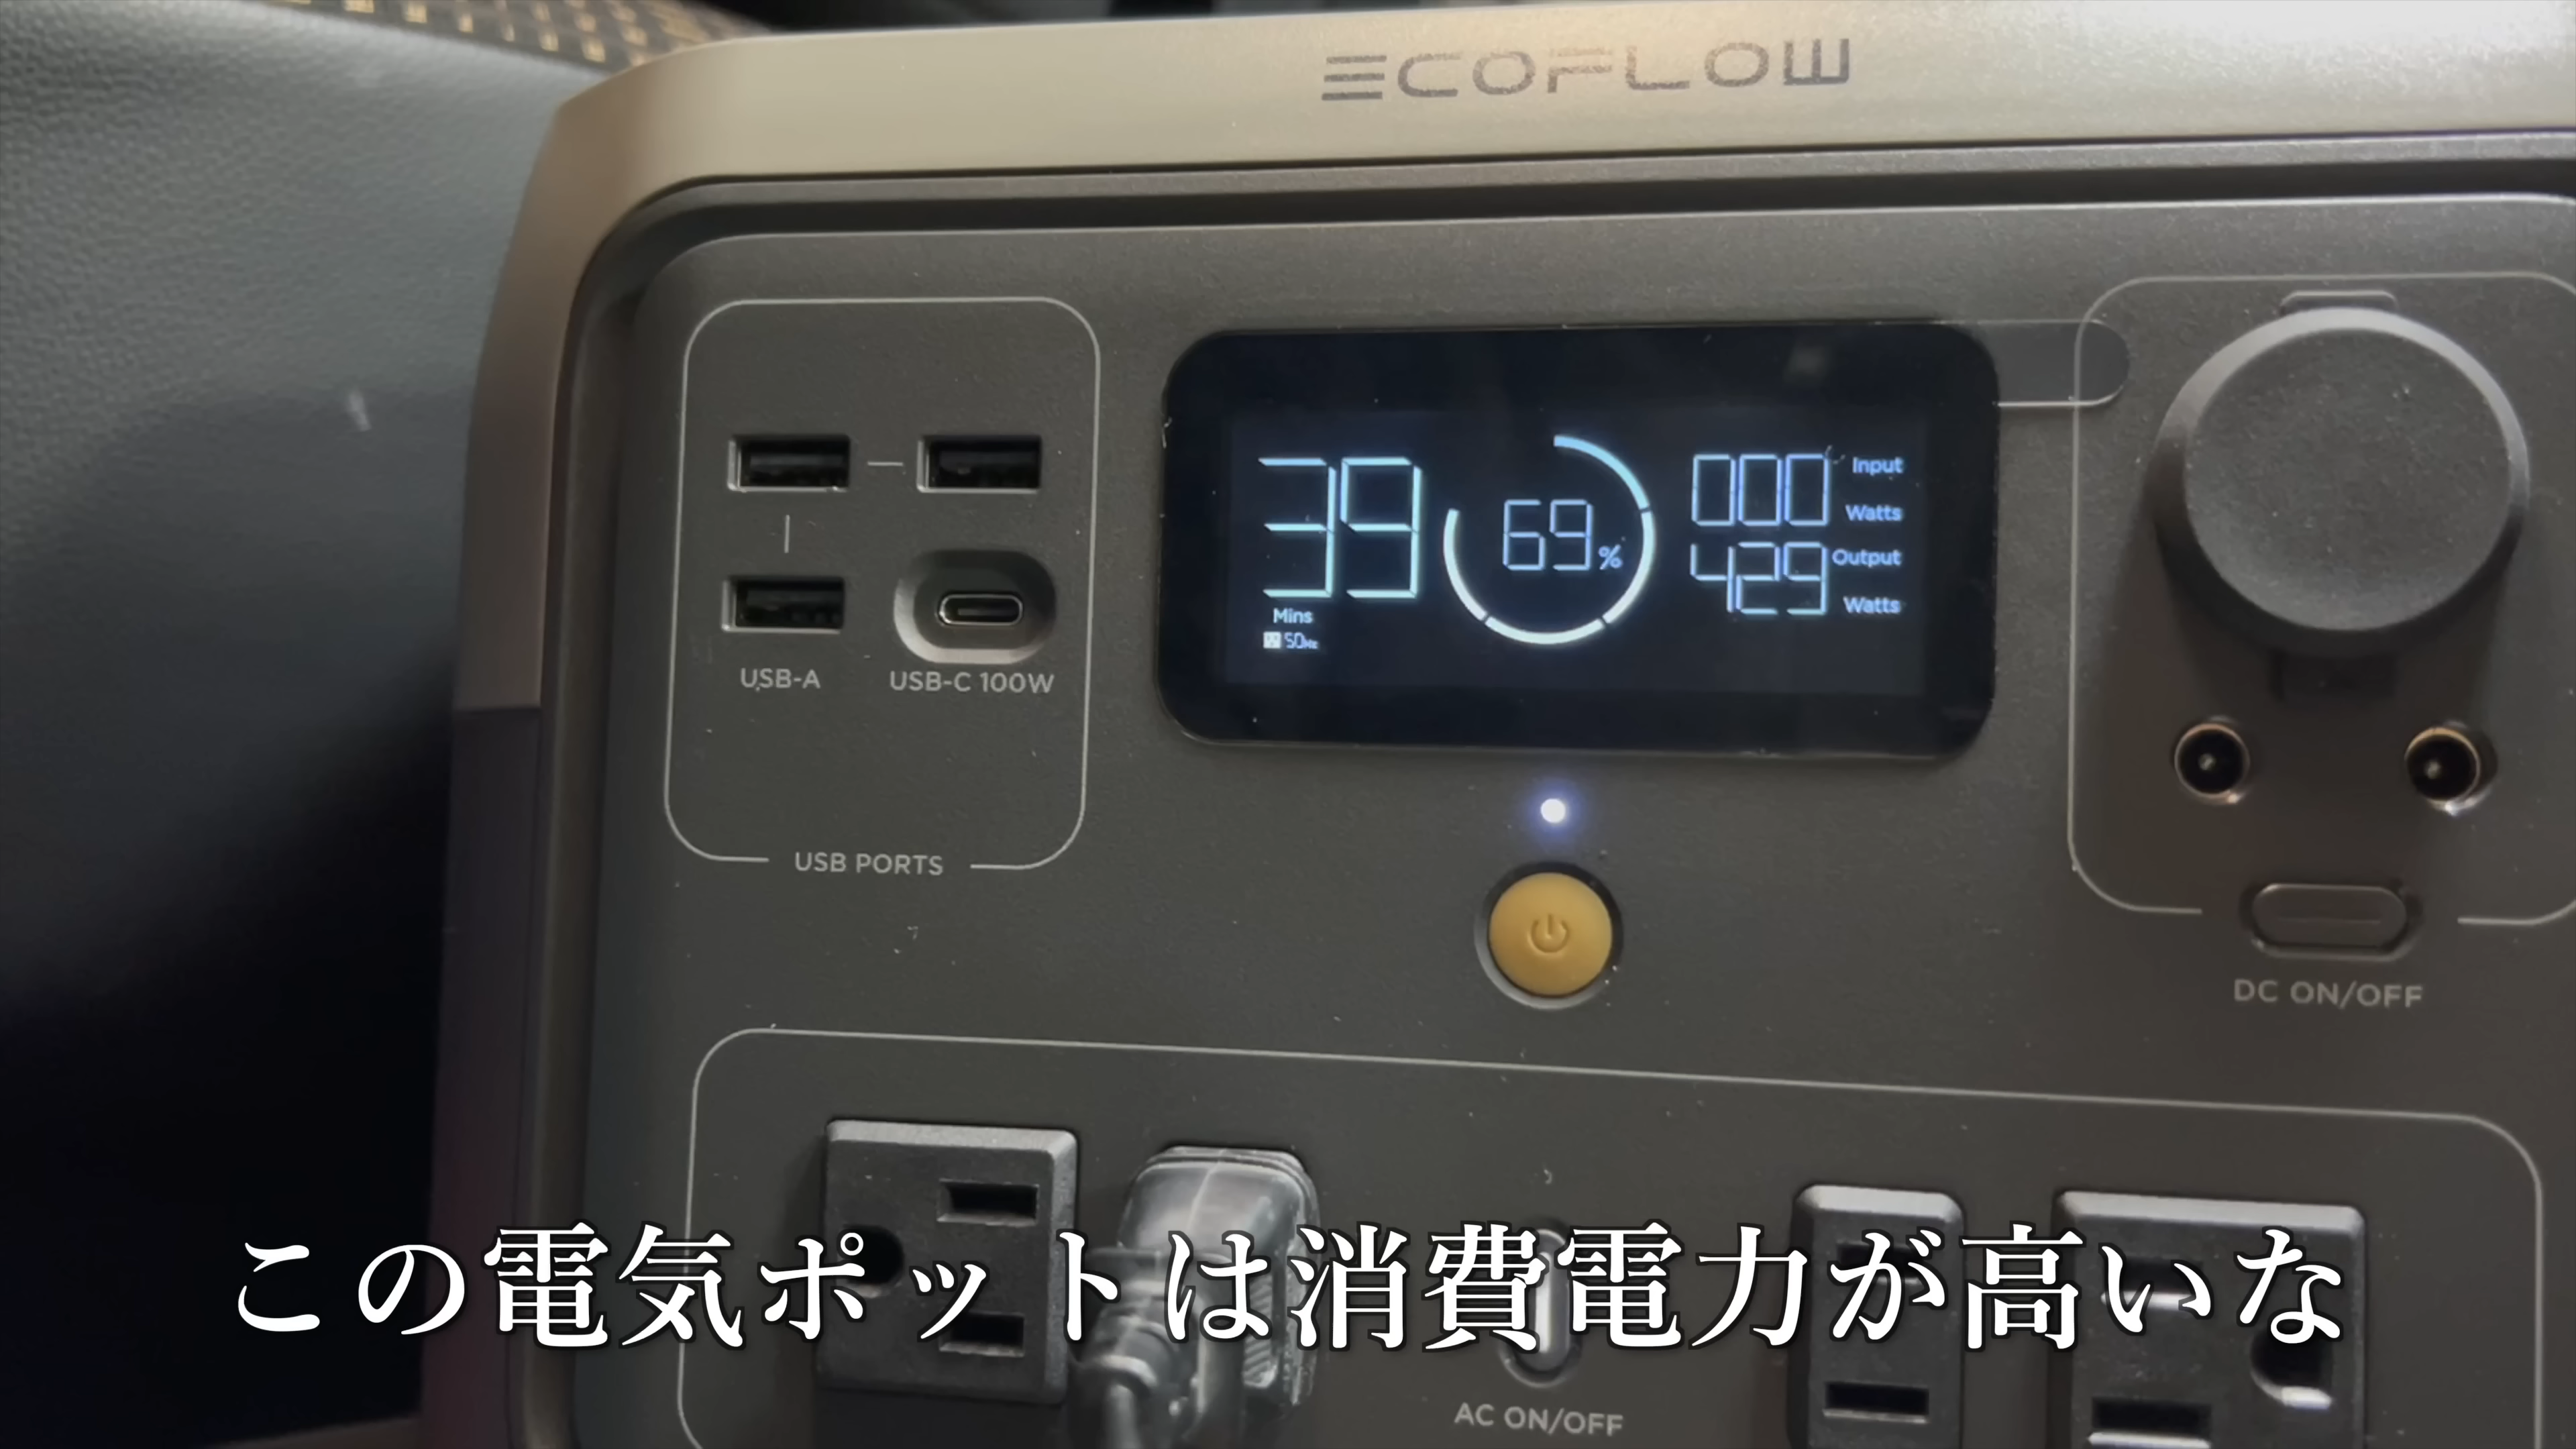 ECOFLOW
39
Mins
50Hz
69%
000 Input Watts
429 Output Watts
USB-A
USB-C 100W
USB PORTS
DC ON/OFF
AC ON/OFF
この電気ポットは消費電力が高いな